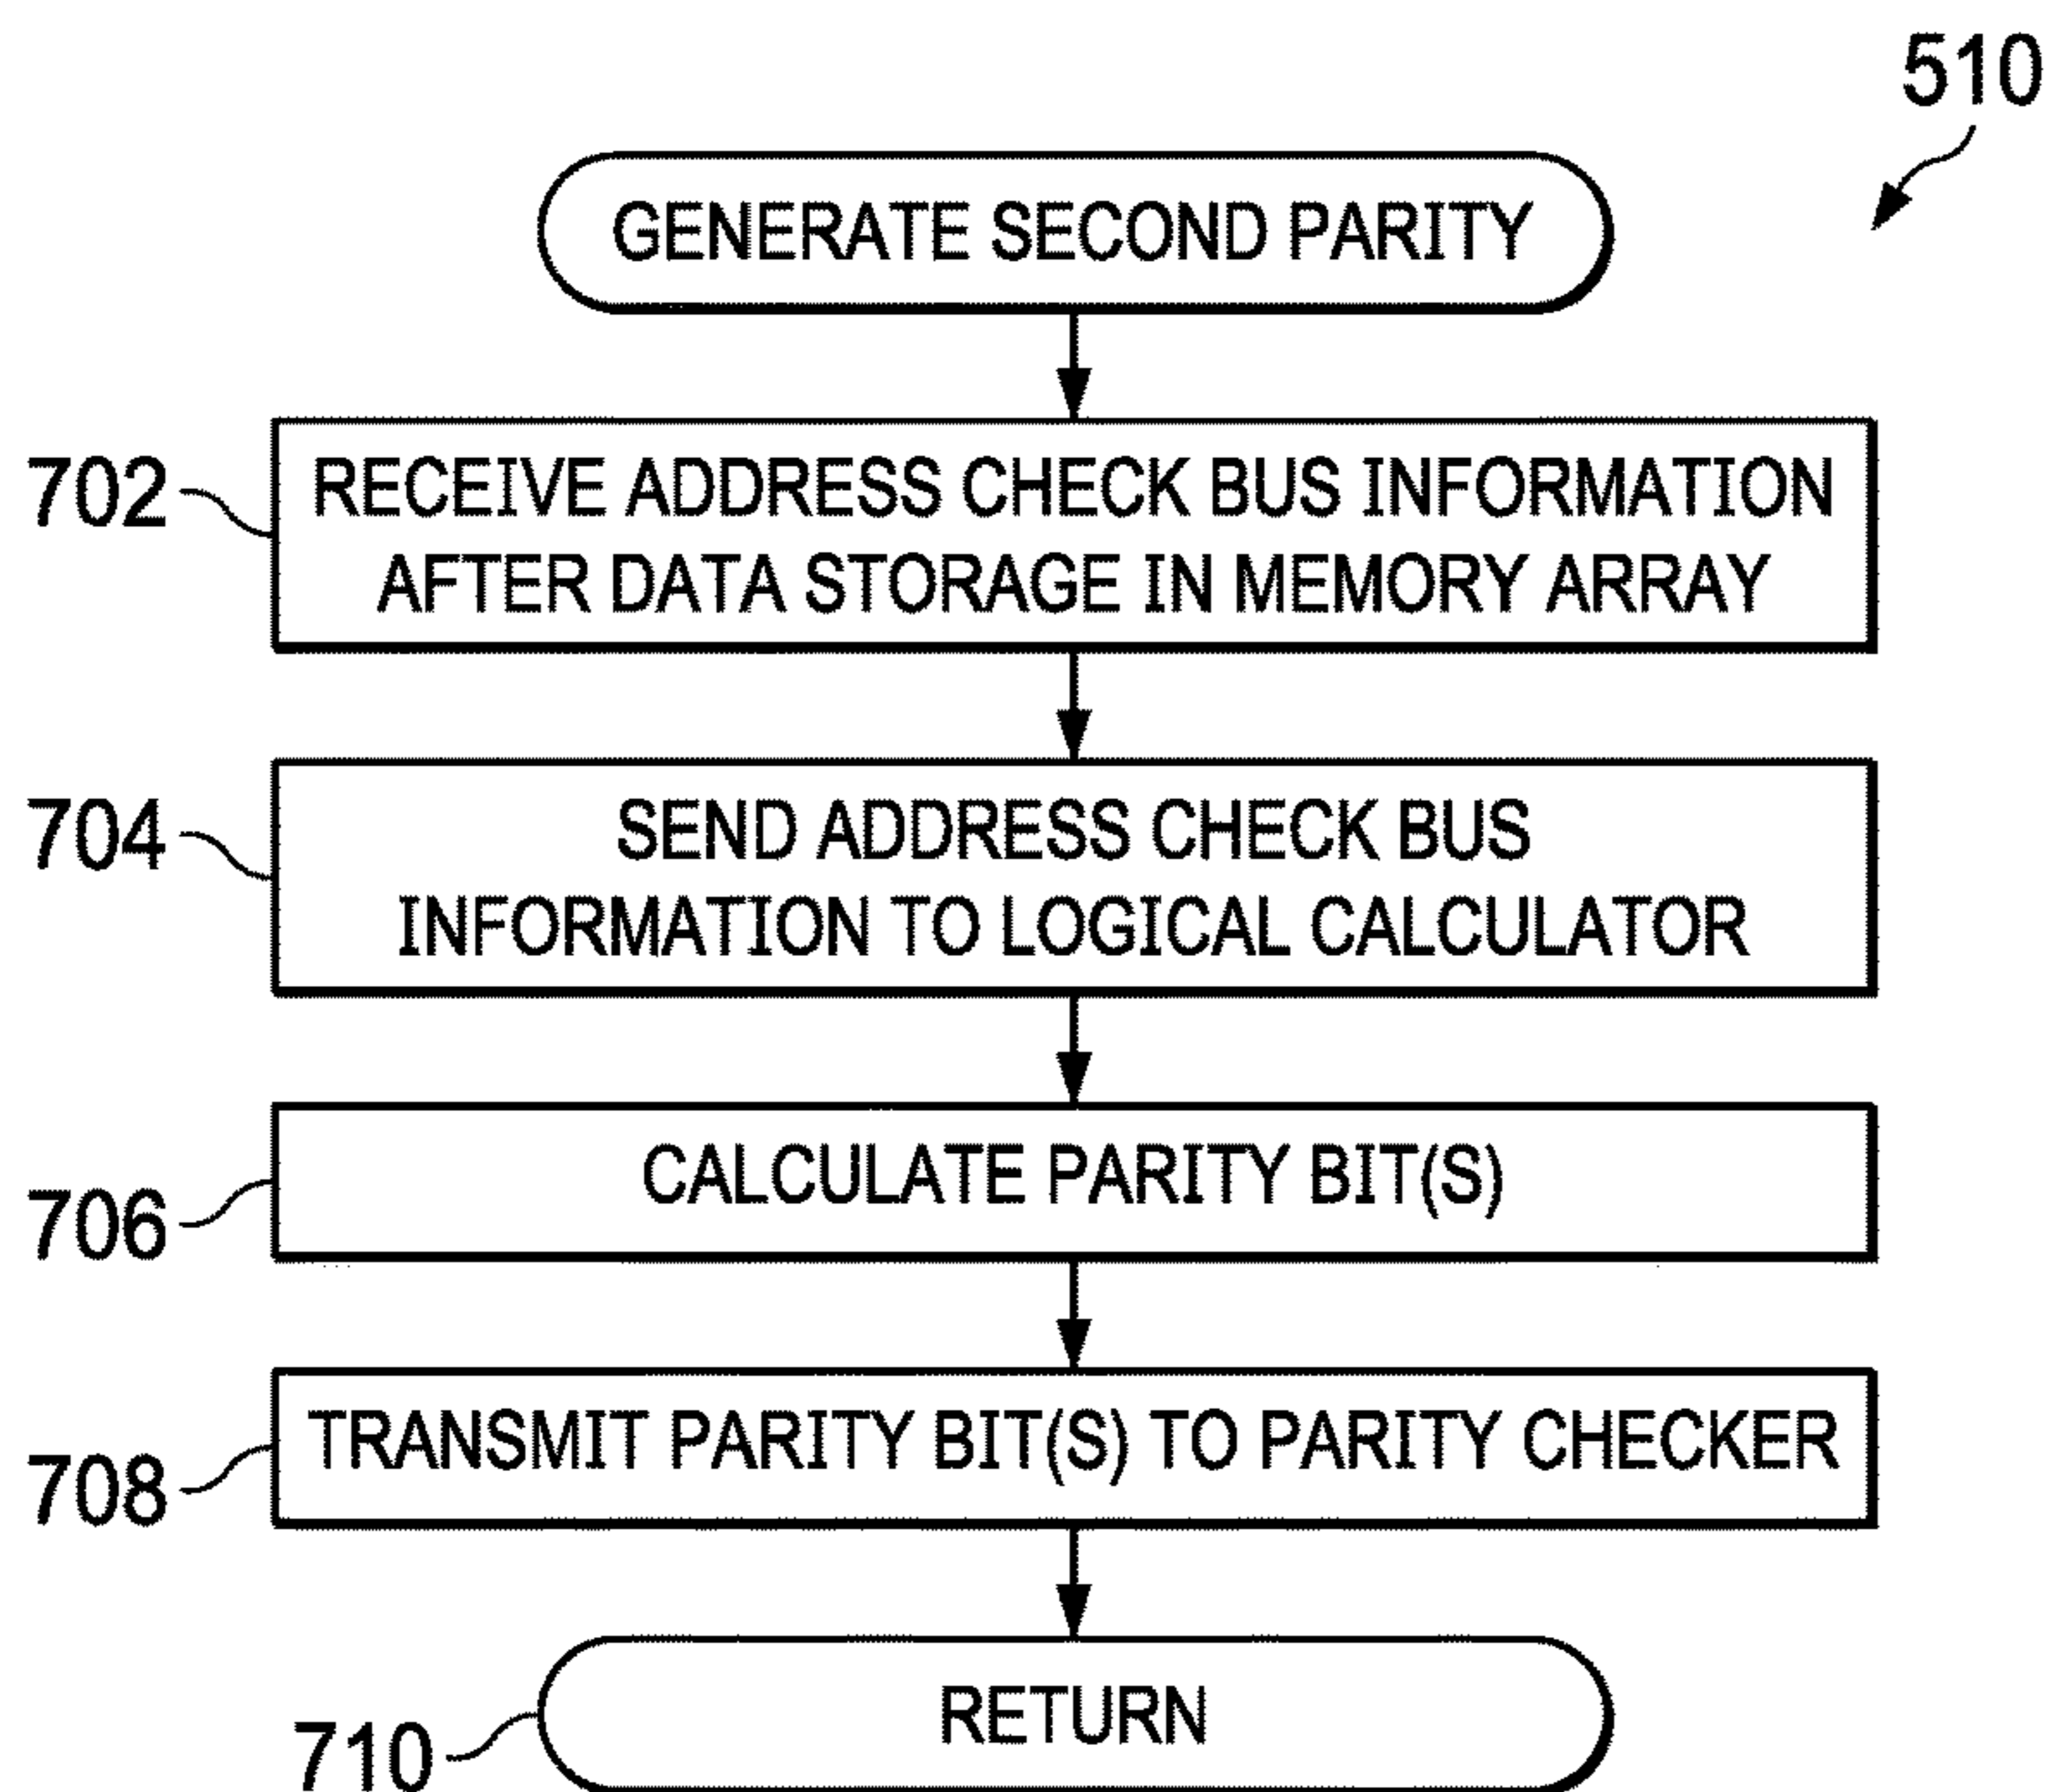 510
GENERATE SECOND PARITY
702
RECEIVE ADDRESS CHECK BUS INFORMATION
AFTER DATA STORAGE IN MEMORY ARRAY
704
SEND ADDRESS CHECK BUS
INFORMATION TO LOGICAL CALCULATOR
706
CALCULATE PARITY BIT(S)
708
TRANSMIT PARITY BIT(S) TO PARITY CHECKER
710
RETURN